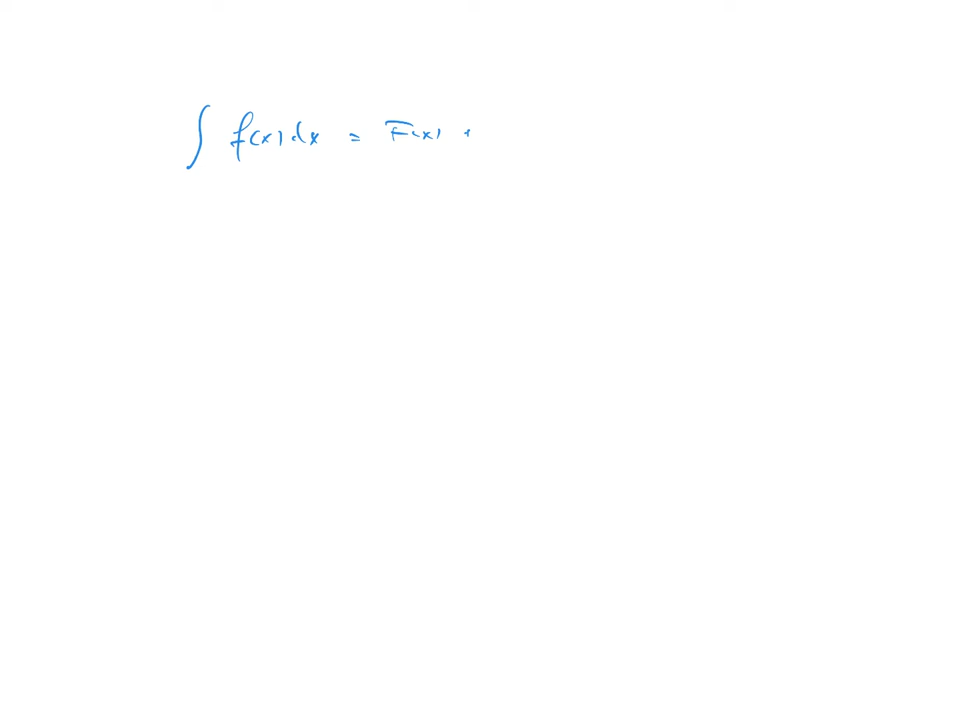 ∫ f(x) dx = F(x) +